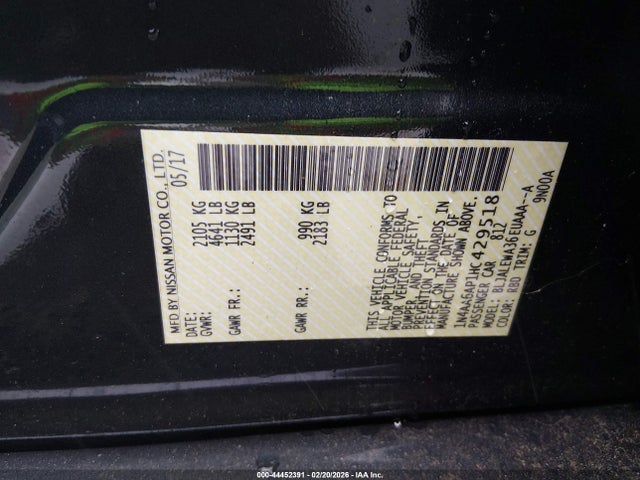 MFD BY NISSAN MOTOR CO., LTD.
DATE: 05/17
GVWR: 2105 KG
4641 LB
GAWR FR.: 1130 KG
2491 LB
GAWR RR.: 990 KG
2183 LB
THIS VEHICLE CONFORMS TO
ALL APPLICABLE FEDERAL
MOTOR VEHICLE SAFETY,
BUMPER, AND THEFT
PREVENTION STANDARDS IN
EFFECT ON THE DATE OF
MANUFACTURE SHOWN ABOVE.
1N4AA6AP1HC429518
PASSENGER CAR 812
MODEL: BLJALEWA36EUAAA--A
COLOR: RBD TRIM: G 9N00A
000-44452391 - 02/20/2026 - IAA Inc.